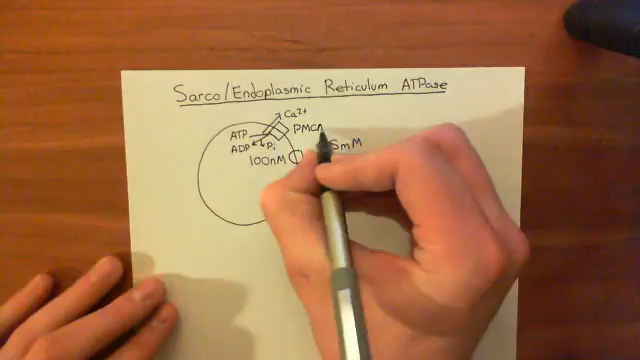 Sarco/Endoplasmic Reticulum ATPase
Ca2+
ATP
PMCA
ADP
Pi
100nM
mM